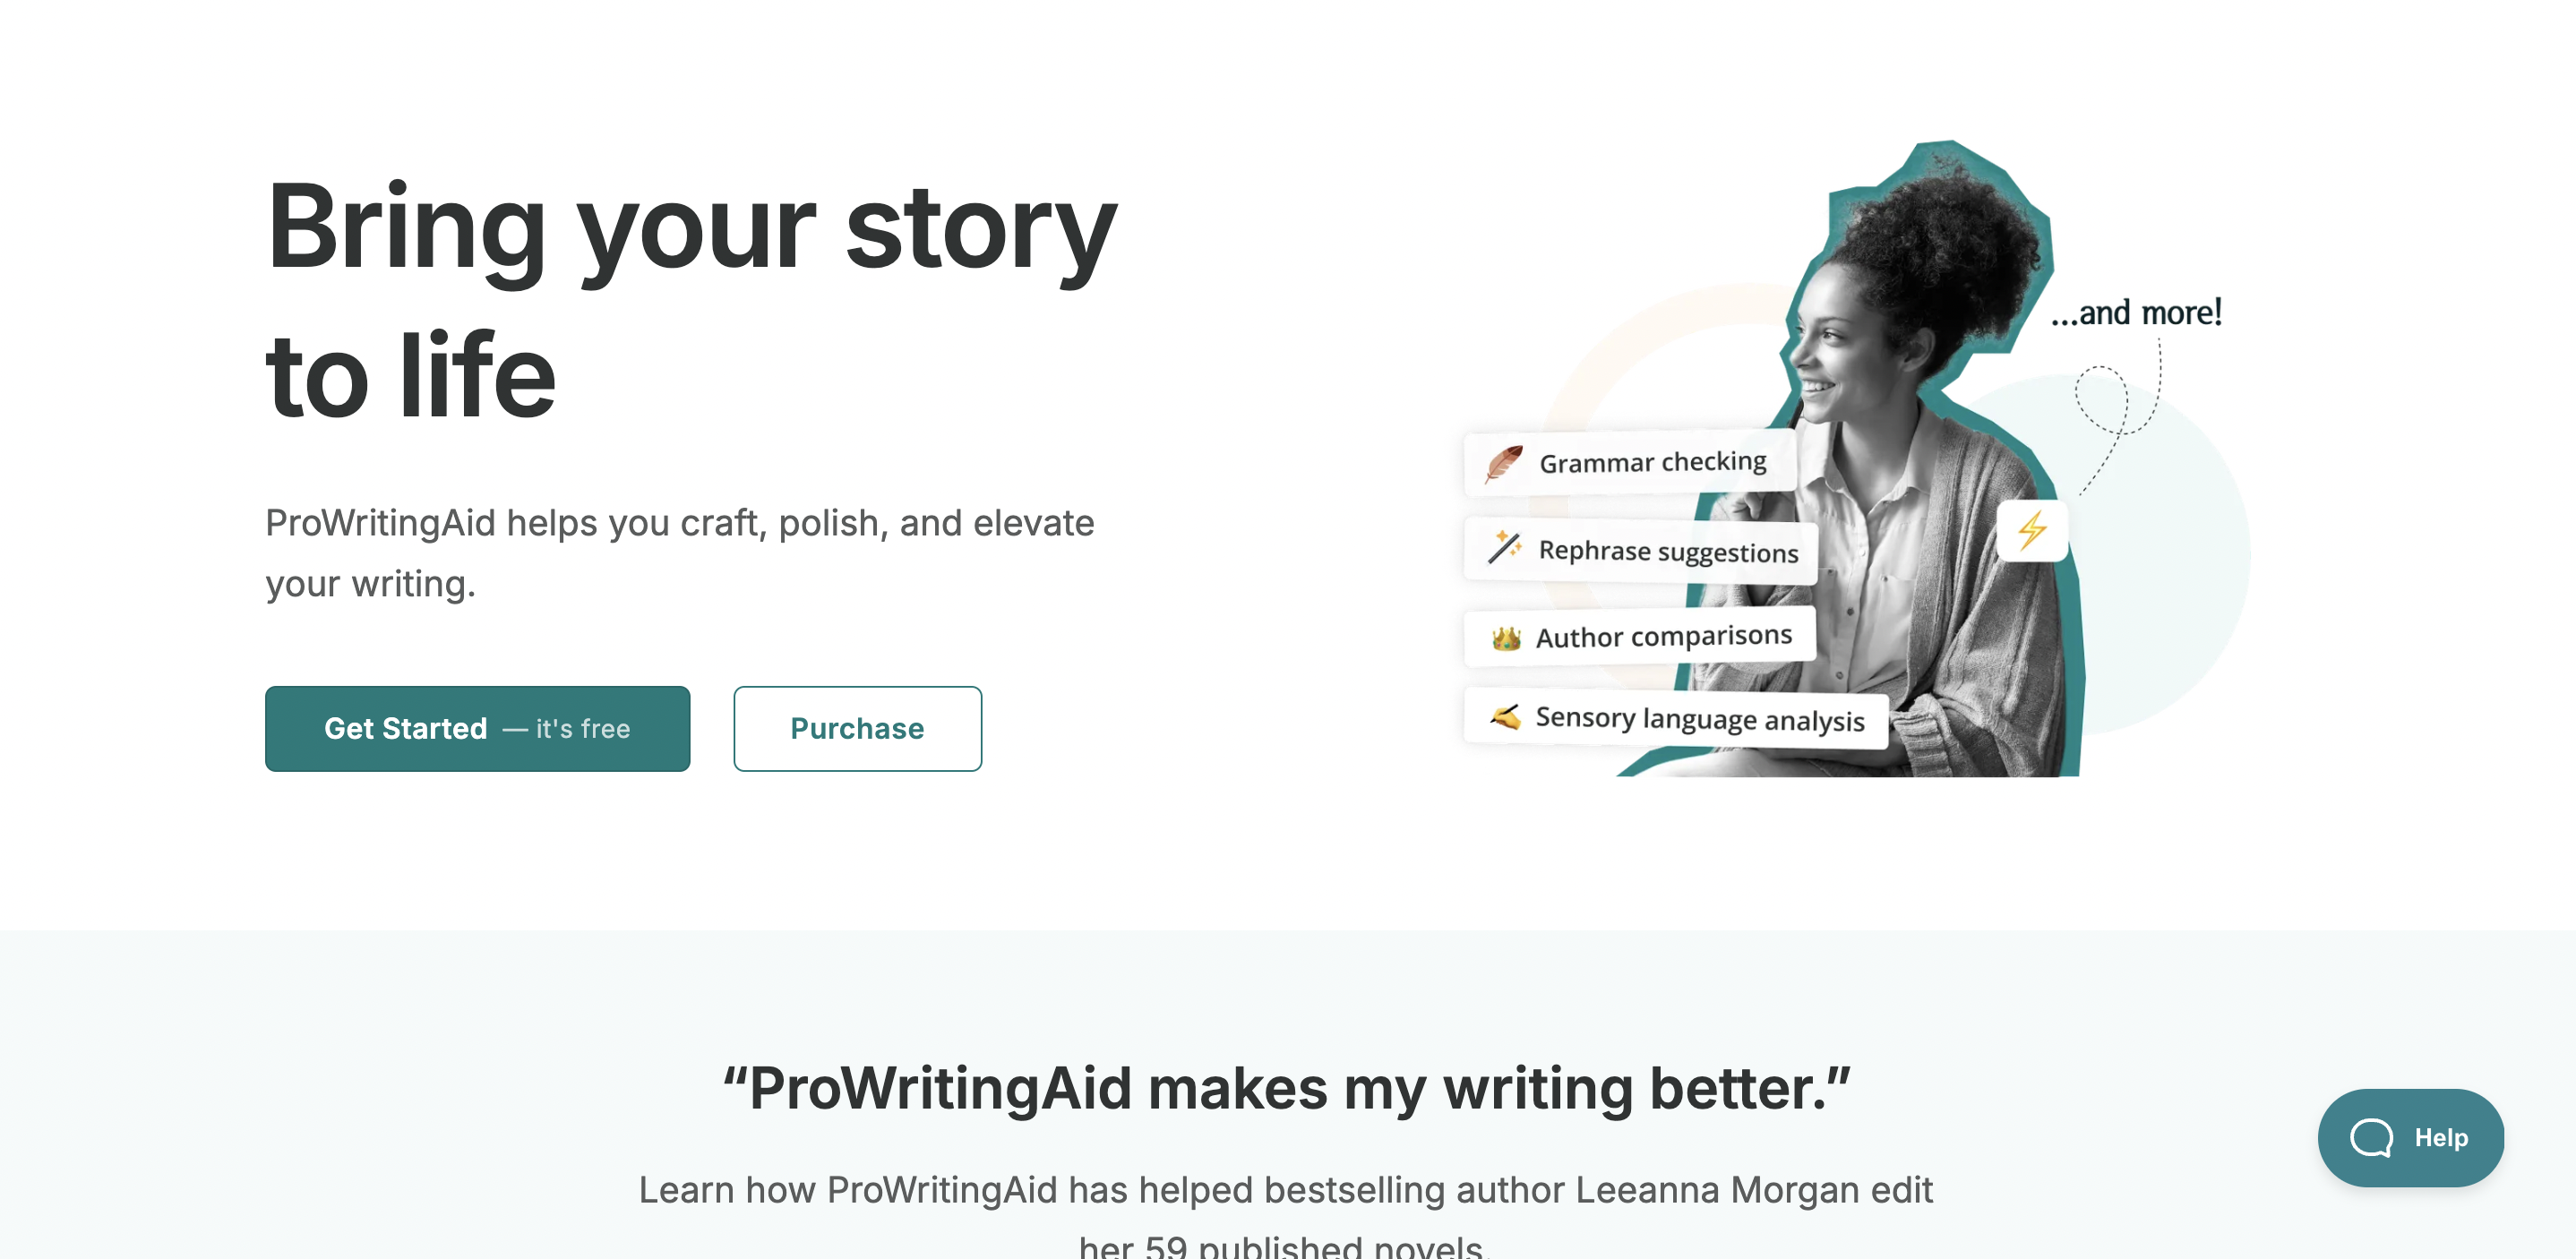 Bring your story
to life
ProWritingAid helps you craft, polish, and elevate
your writing.
Get Started — it's free
Purchase
...and more!
Grammar checking
Rephrase suggestions
Author comparisons
Sensory language analysis
“ProWritingAid makes my writing better.”
Learn how ProWritingAid has helped bestselling author Leeanna Morgan edit
her 59 published novels.
Help